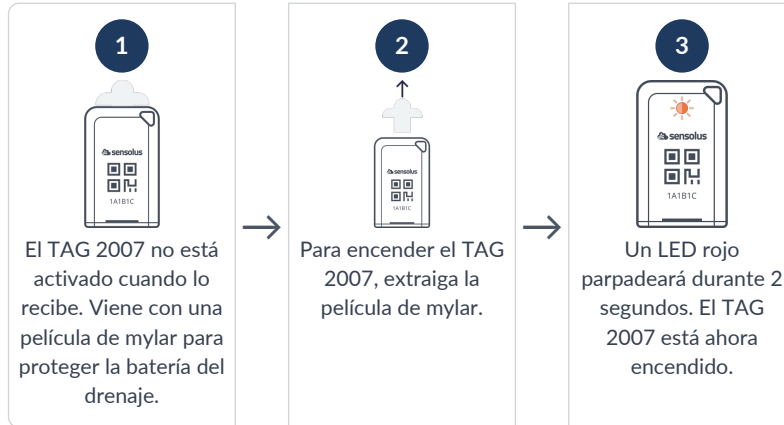 1
sensolus
1A1B1C
El TAG 2007 no está
activado cuando lo
recibe. Viene con una
película de mylar para
proteger la batería del
drenaje.
2
sensolus
1A1B1C
Para encender el TAG
2007, extraiga la
película de mylar.
3
sensolus
1A1B1C
Un LED rojo
parpadeará durante 2
segundos. El TAG
2007 está ahora
encendido.